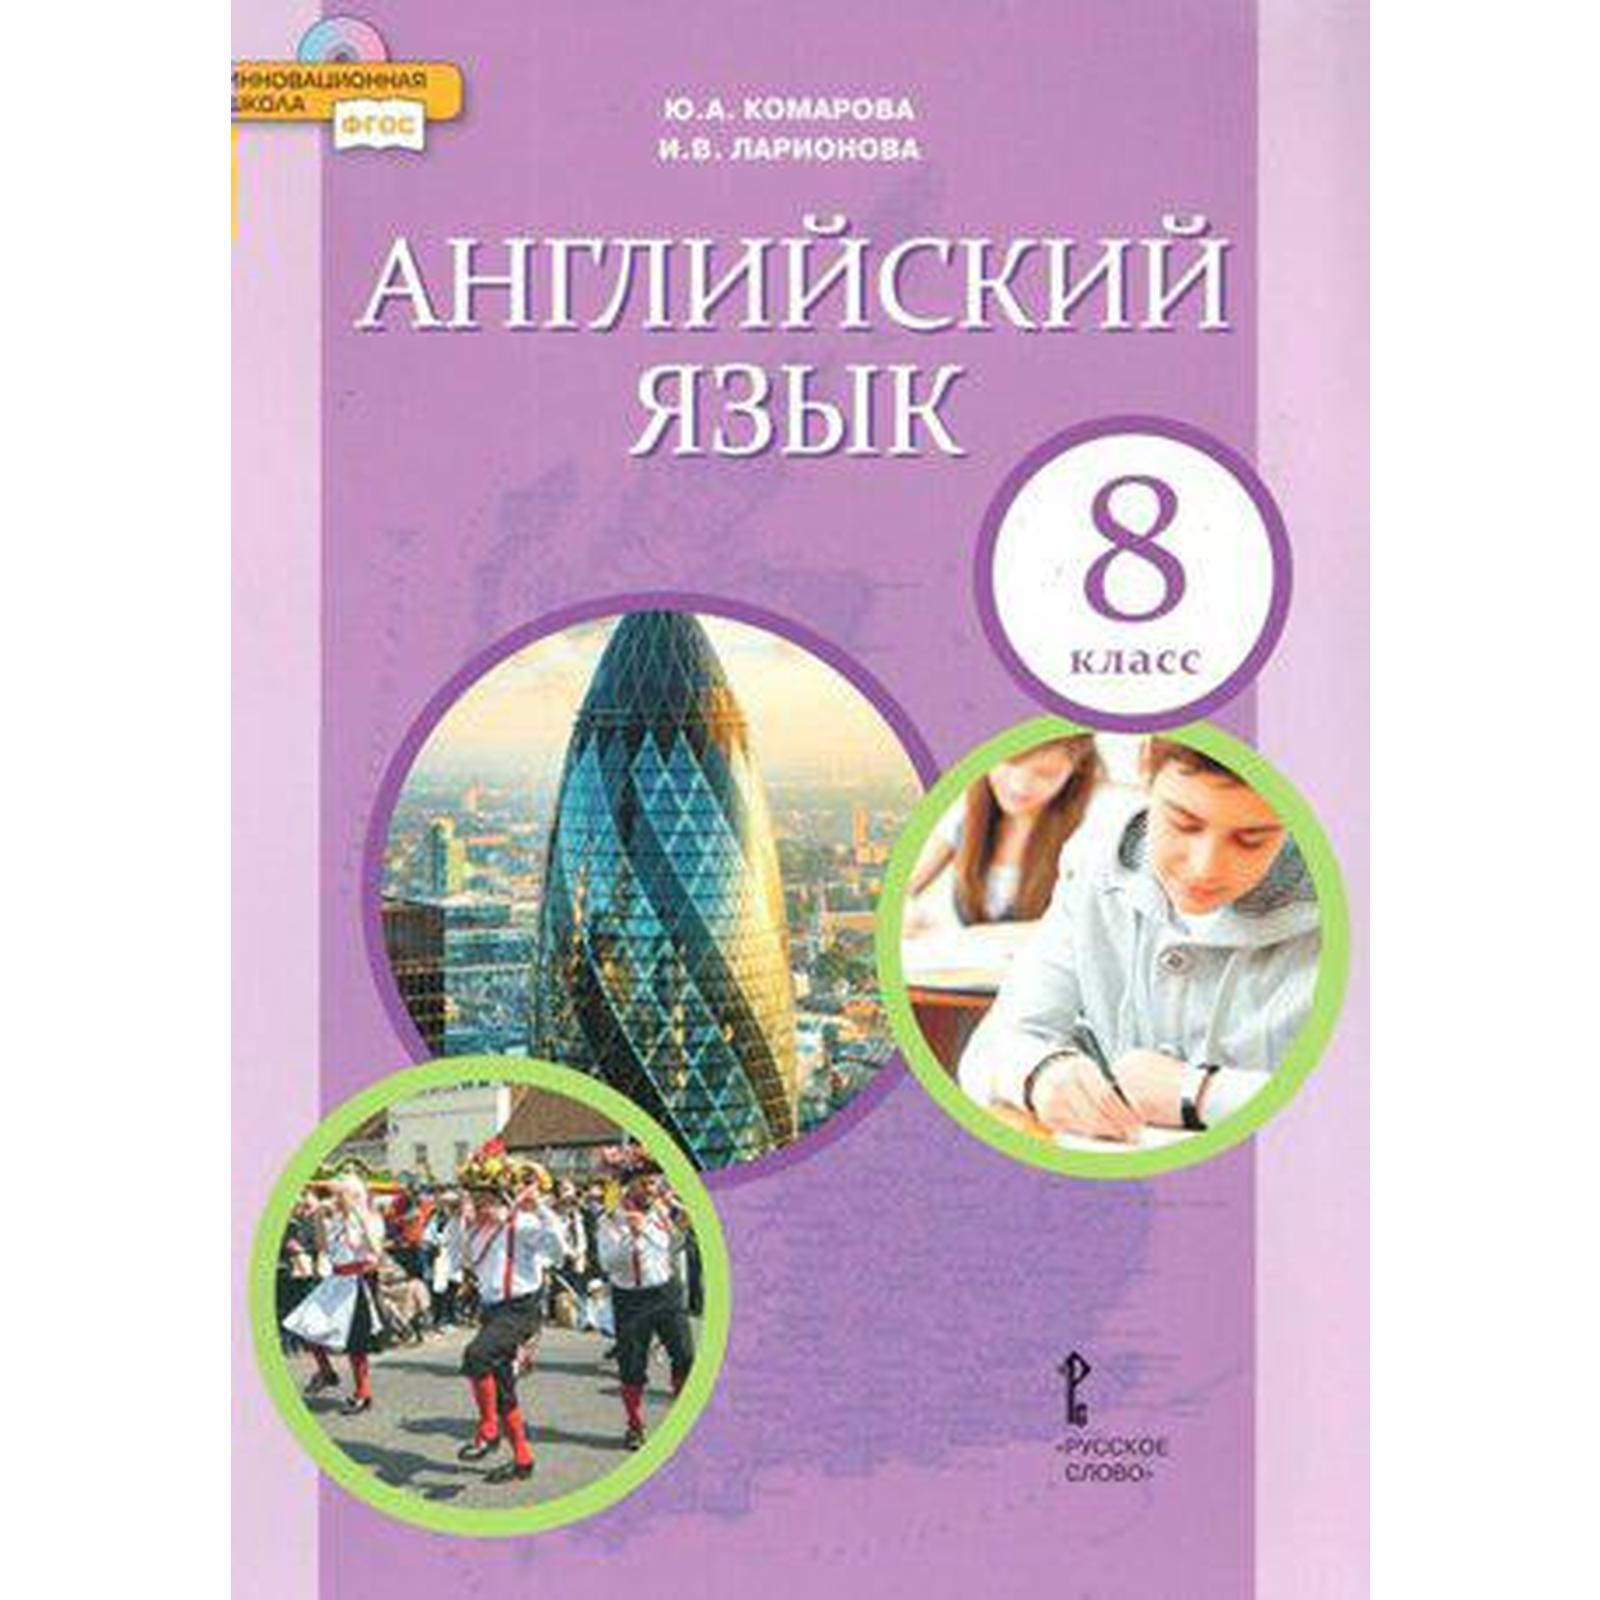 ИННОВАЦИОННАЯ
ШКОЛА
ФГОС
Ю.А. КОМАРОВА
И.В. ЛАРИОНОВА
АНГЛИЙСКИЙ
ЯЗЫК
8
класс
«РУССКОЕ
СЛОВО»